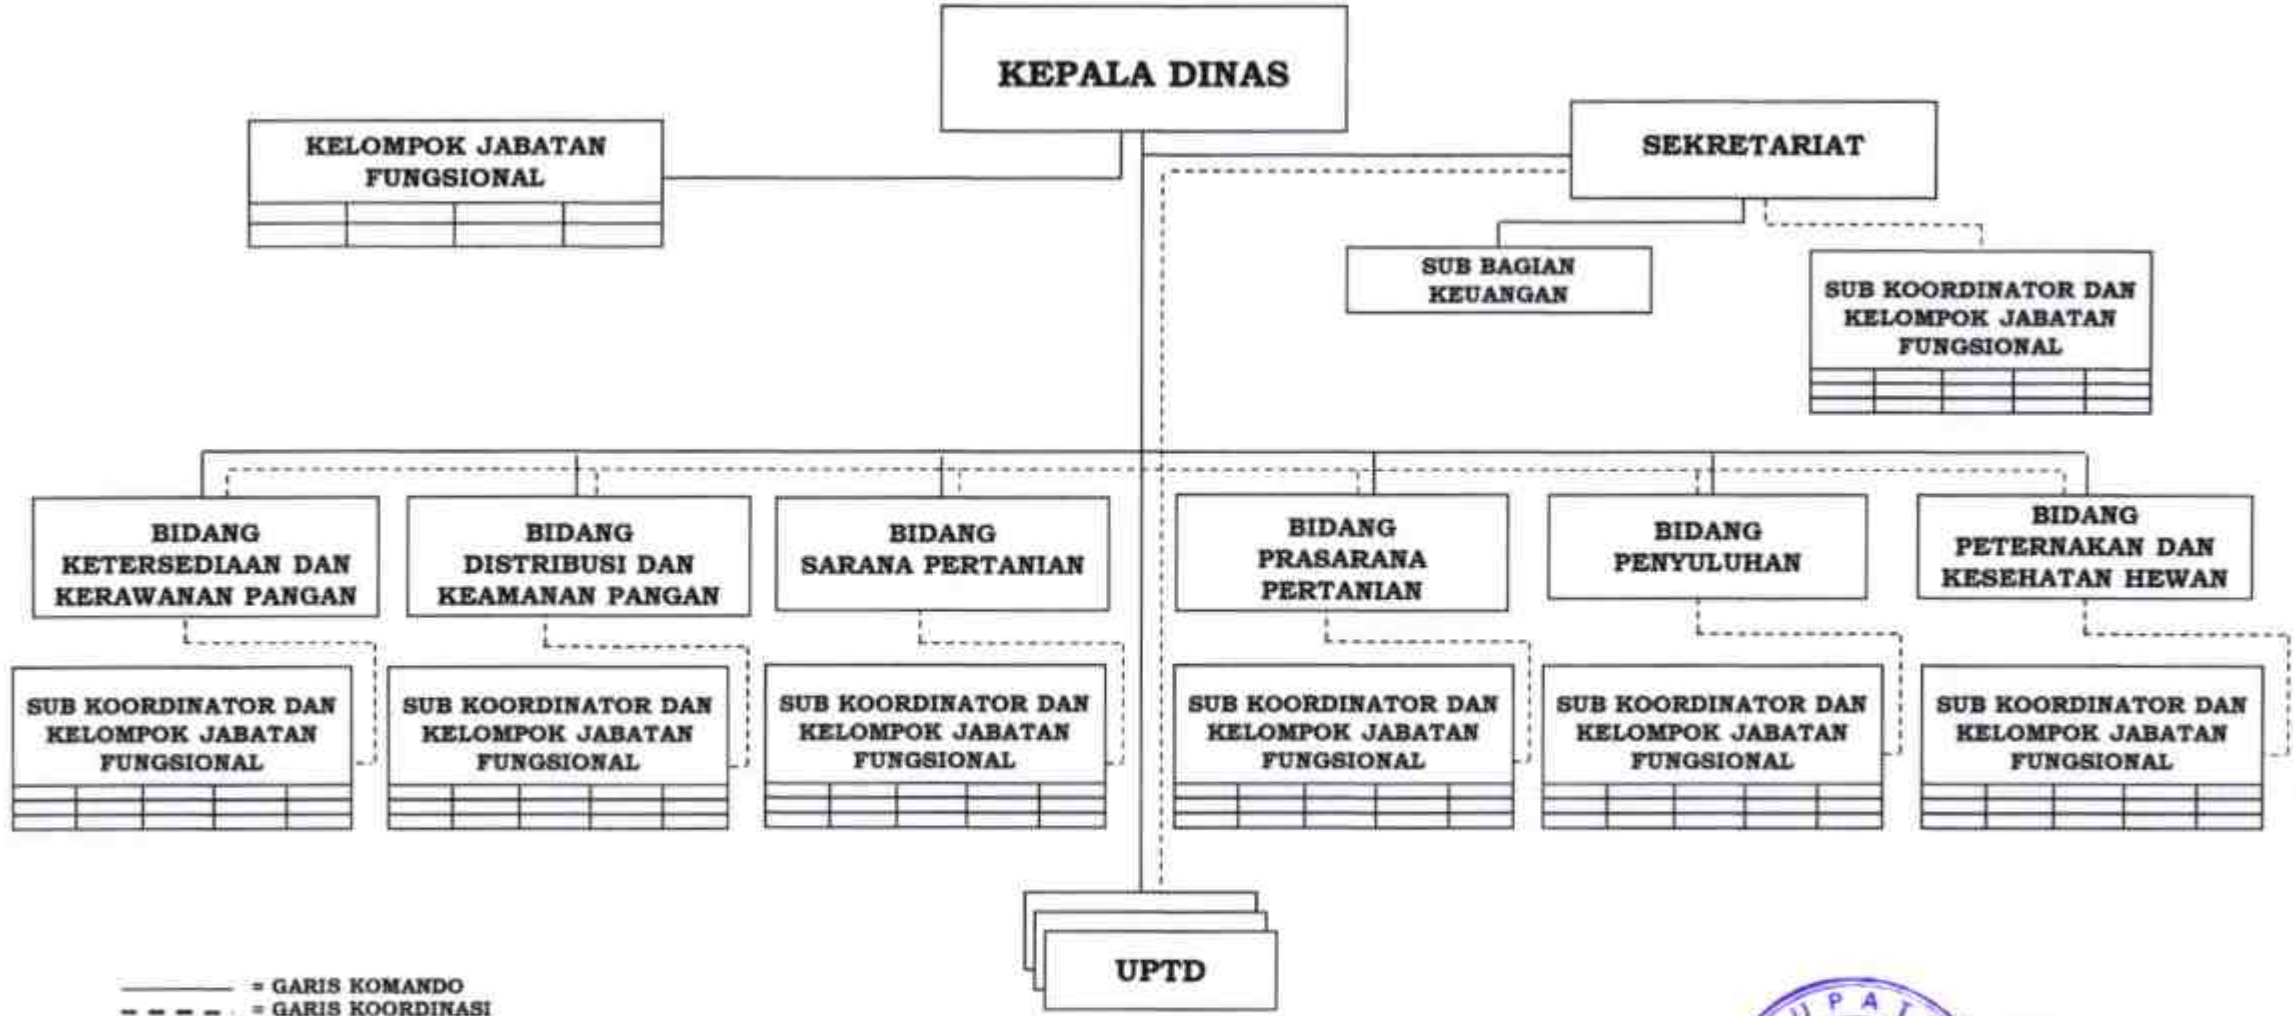 KEPALA DINAS
KELOMPOK JABATAN
FUNGSIONAL
SEKRETARIAT
SUB BAGIAN
KEUANGAN
SUB KOORDINATOR DAN
KELOMPOK JABATAN
FUNGSIONAL
BIDANG
KETERSEDIAAN DAN
KERAWANAN PANGAN
BIDANG
DISTRIBUSI DAN
KEAMANAN PANGAN
BIDANG
SARANA PERTANIAN
BIDANG
PRASARANA
PERTANIAN
BIDANG
PENYULUHAN
BIDANG
PETERNAKAN DAN
KESEHATAN HEWAN
SUB KOORDINATOR DAN
KELOMPOK JABATAN
FUNGSIONAL
SUB KOORDINATOR DAN
KELOMPOK JABATAN
FUNGSIONAL
SUB KOORDINATOR DAN
KELOMPOK JABATAN
FUNGSIONAL
SUB KOORDINATOR DAN
KELOMPOK JABATAN
FUNGSIONAL
SUB KOORDINATOR DAN
KELOMPOK JABATAN
FUNGSIONAL
SUB KOORDINATOR DAN
KELOMPOK JABATAN
FUNGSIONAL
UPTD
= GARIS KOMANDO
= GARIS KOORDINASI